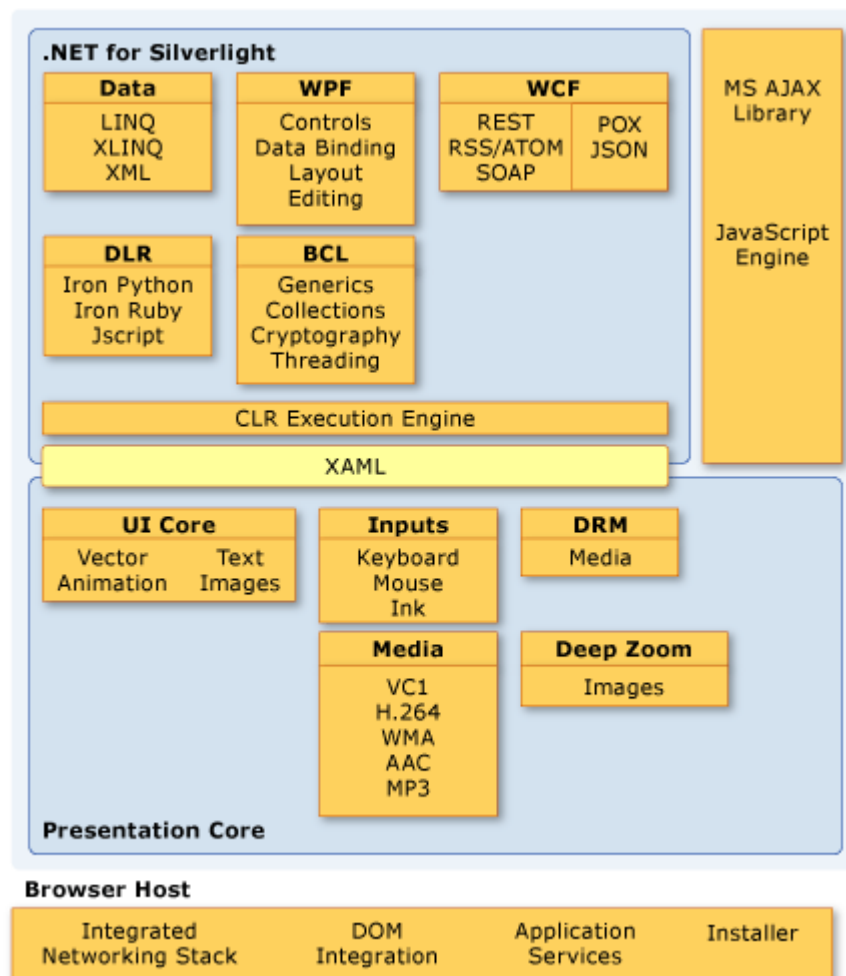 .NET for Silverlight
Data
LINQ
XLINQ
XML
WPF
Controls
Data Binding
Layout
Editing
WCF
REST
RSS/ATOM
SOAP
POX
JSON
MS AJAX
Library
JavaScript
Engine
DLR
Iron Python
Iron Ruby
Jscript
BCL
Generics
Collections
Cryptography
Threading
CLR Execution Engine
XAML
UI Core
Vector
Animation
Text
Images
Inputs
Keyboard
Mouse
Ink
DRM
Media
Media
VC1
H.264
WMA
AAC
MP3
Deep Zoom
Images
Presentation Core
Browser Host
Integrated
Networking Stack
DOM
Integration
Application
Services
Installer